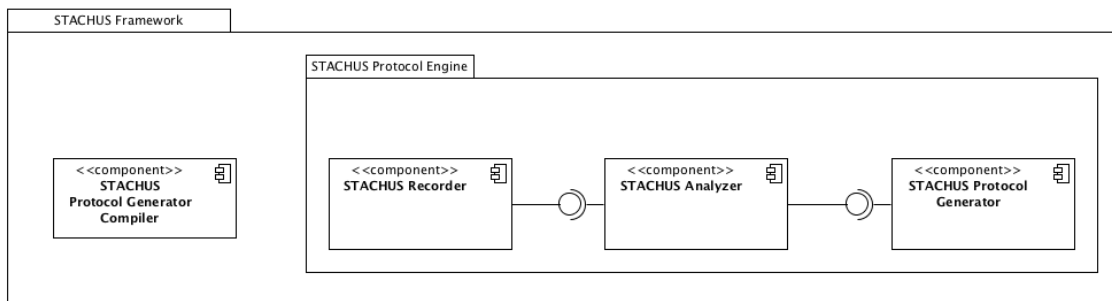 STACHUS Framework
STACHUS Protocol Engine
<<component>>
STACHUS
Protocol Generator
Compiler
<<component>>
STACHUS Recorder
<<component>>
STACHUS Analyzer
<<component>>
STACHUS Protocol
Generator